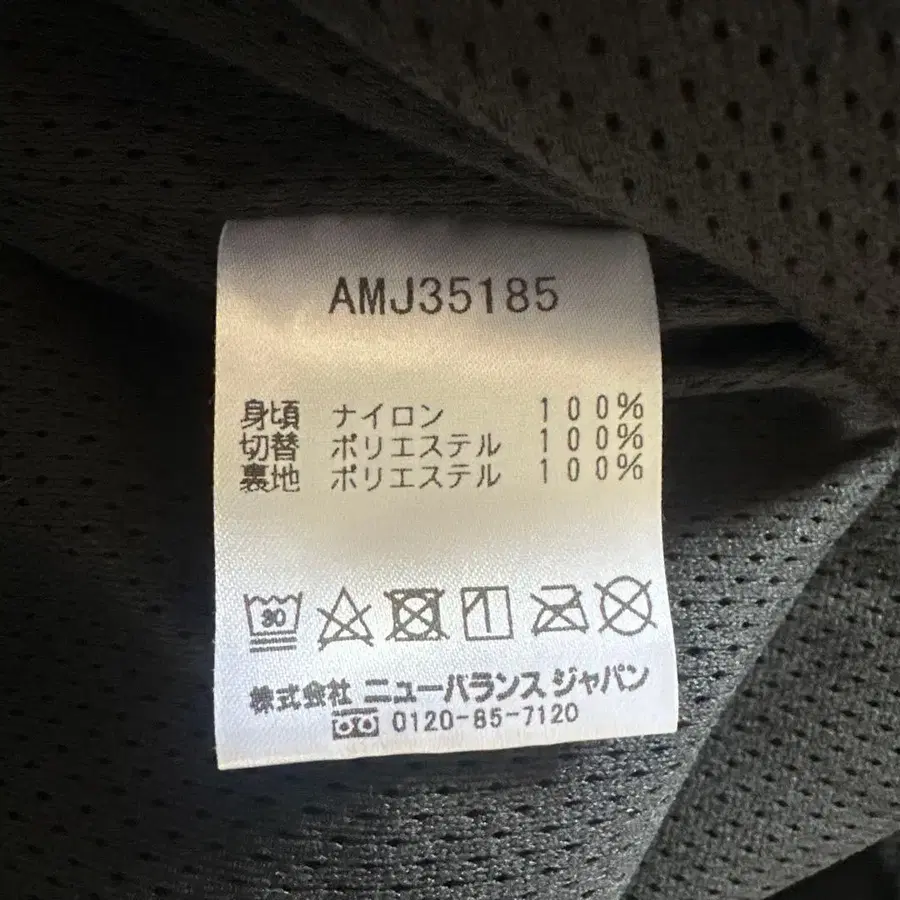 AMJ35185
身頃 ナイロン 100%
切替 ポリエステル 100%
裏地 ポリエステル 100%
30
株式会社 ニューバランス ジャパン
0120-85-7120